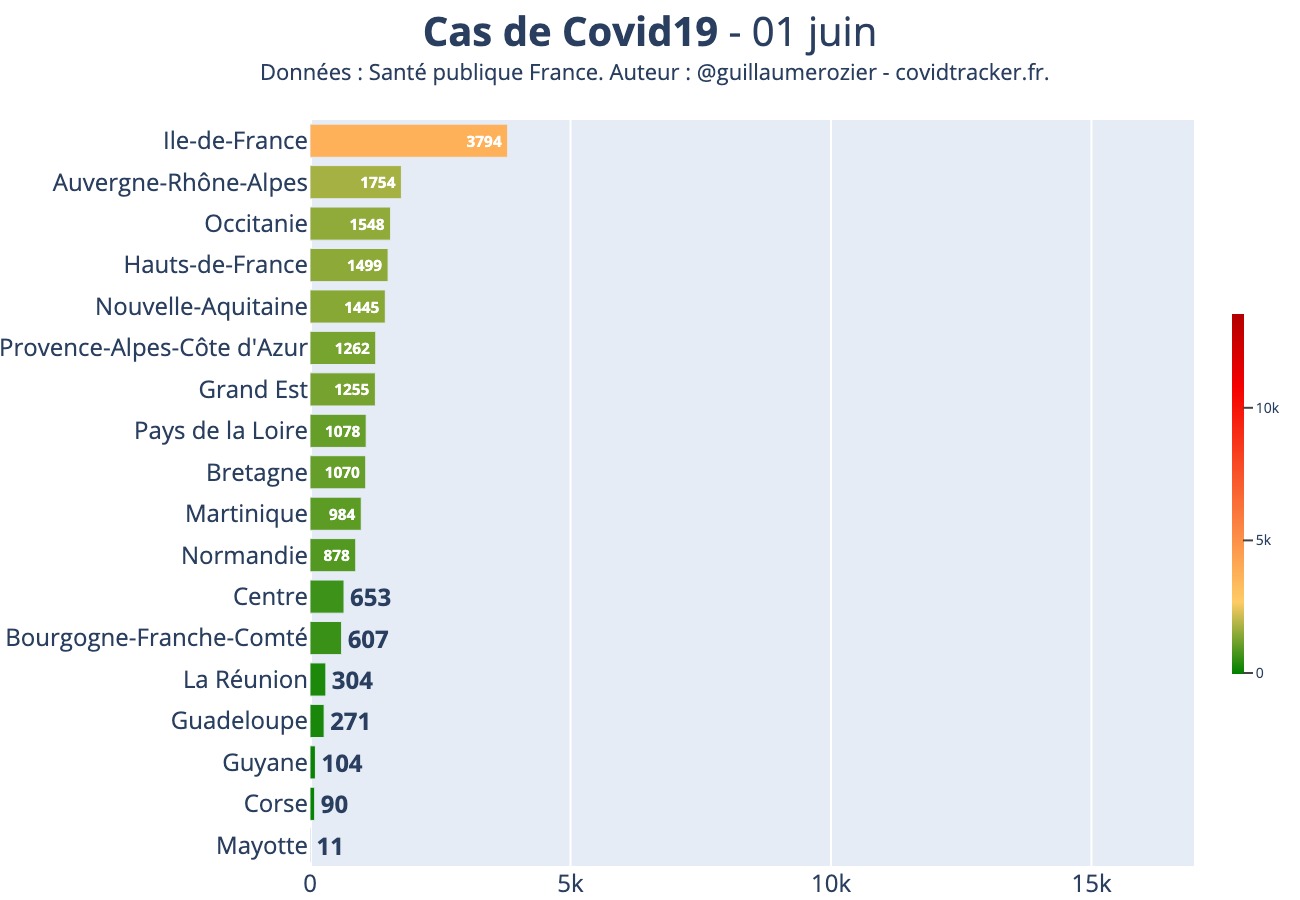 Cas de Covid19 - 01 juin
Données : Santé publique France. Auteur : @guillaumerozier - covidtracker.fr.
Ile-de-France 3794
Auvergne-Rhône-Alpes 1754
Occitanie 1548
Hauts-de-France 1499
Nouvelle-Aquitaine 1445
Provence-Alpes-Côte d'Azur 1262
Grand Est 1255
Pays de la Loire 1078
Bretagne 1070
Martinique 984
Normandie 878
Centre 653
Bourgogne-Franche-Comté 607
La Réunion 304
Guadeloupe 271
Guyane 104
Corse 90
Mayotte 11
0 5k 10k 15k
10k
5k
0